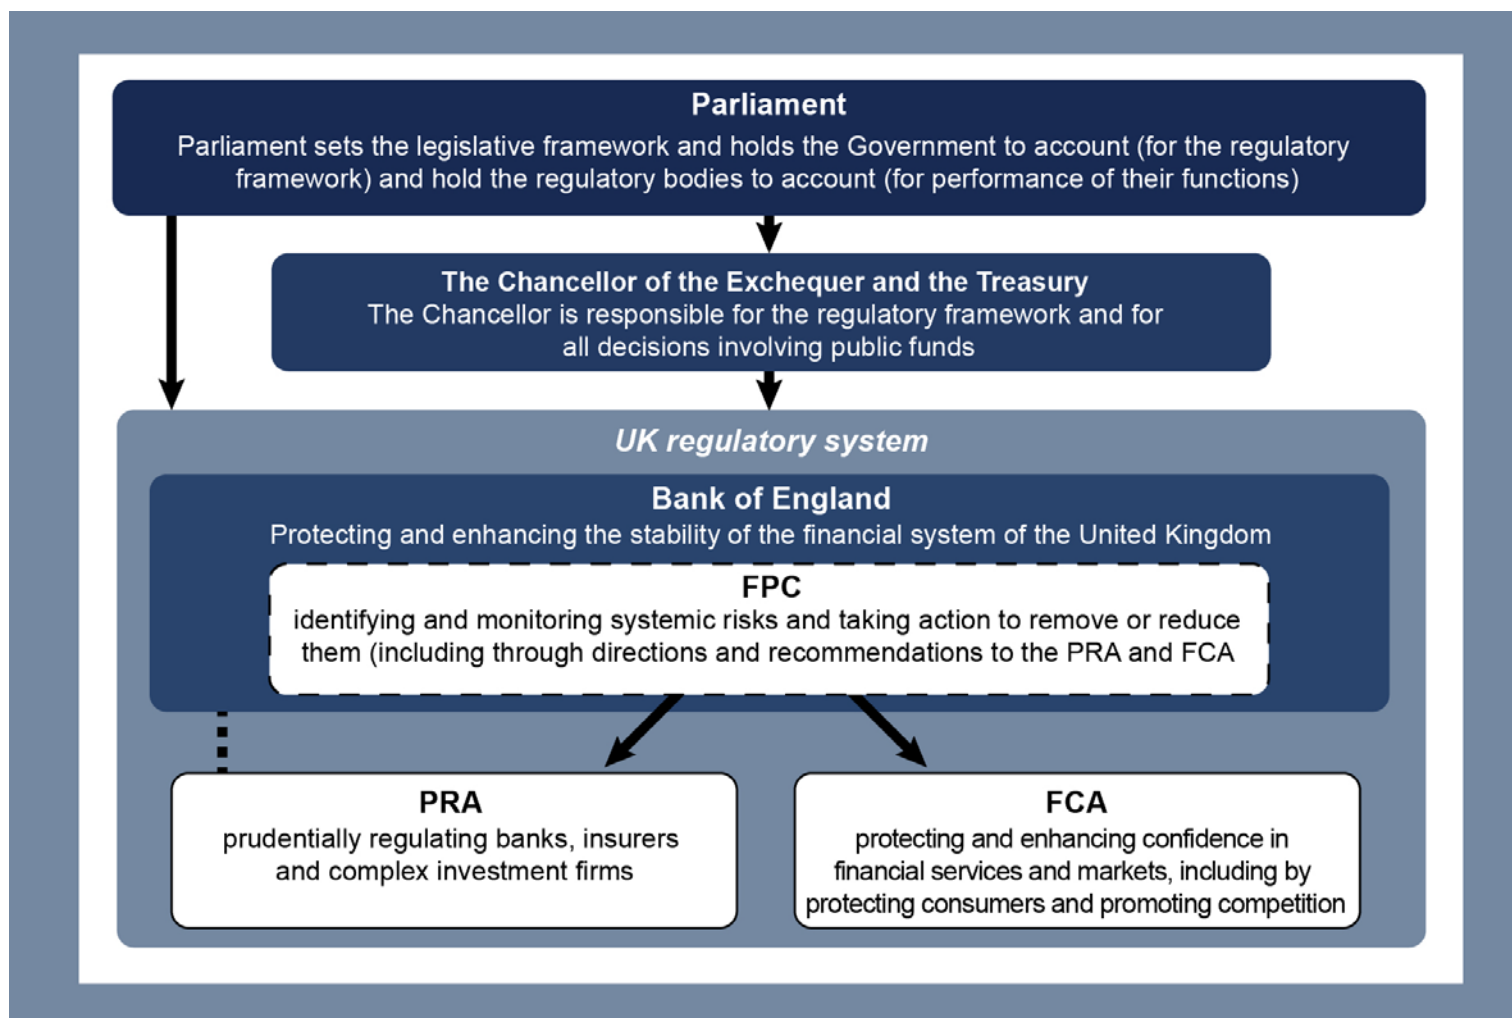 Parliament
Parliament sets the legislative framework and holds the Government to account (for the regulatory
framework) and hold the regulatory bodies to account (for performance of their functions)
The Chancellor of the Exchequer and the Treasury
The Chancellor is responsible for the regulatory framework and for
all decisions involving public funds
UK regulatory system
Bank of England
Protecting and enhancing the stability of the financial system of the United Kingdom
FPC
identifying and monitoring systemic risks and taking action to remove or reduce
them (including through directions and recommendations to the PRA and FCA
PRA
prudentially regulating banks, insurers
and complex investment firms
FCA
protecting and enhancing confidence in
financial services and markets, including by
protecting consumers and promoting competition